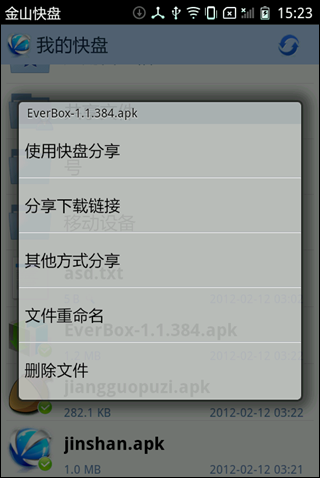 金山快盘
15:23
我的快盘
EverBox-1.1.384.apk
使用快盘分享
号
分享下载链接
移动设备
其他方式分享
asd.txt
2012-02-12 03:
文件重命名
EverBox-1.1.384.apk
删除文件
jiangguopuzi.apk
282.1 KB
2012-02-12 03:22
jinshan.apk
1.0 MB
2012-02-12 03:21